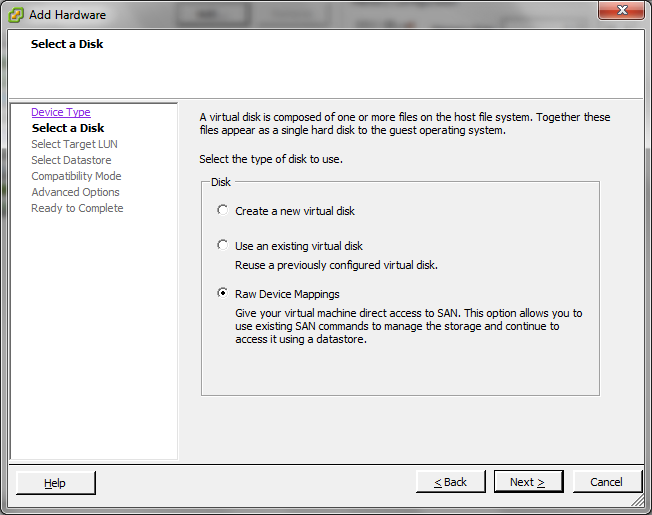 Add Hardware
Select a Disk
Device Type
Select a Disk
Select Target LUN
Select Datastore
Compatibility Mode
Advanced Options
Ready to Complete
A virtual disk is composed of one or more files on the host file system. Together these
files appear as a single hard disk to the guest operating system.
Select the type of disk to use.
Disk
Create a new virtual disk
Use an existing virtual disk
Reuse a previously configured virtual disk.
Raw Device Mappings
Give your virtual machine direct access to SAN. This option allows you to
use existing SAN commands to manage the storage and continue to
access it using a datastore.
Help
< Back
Next >
Cancel